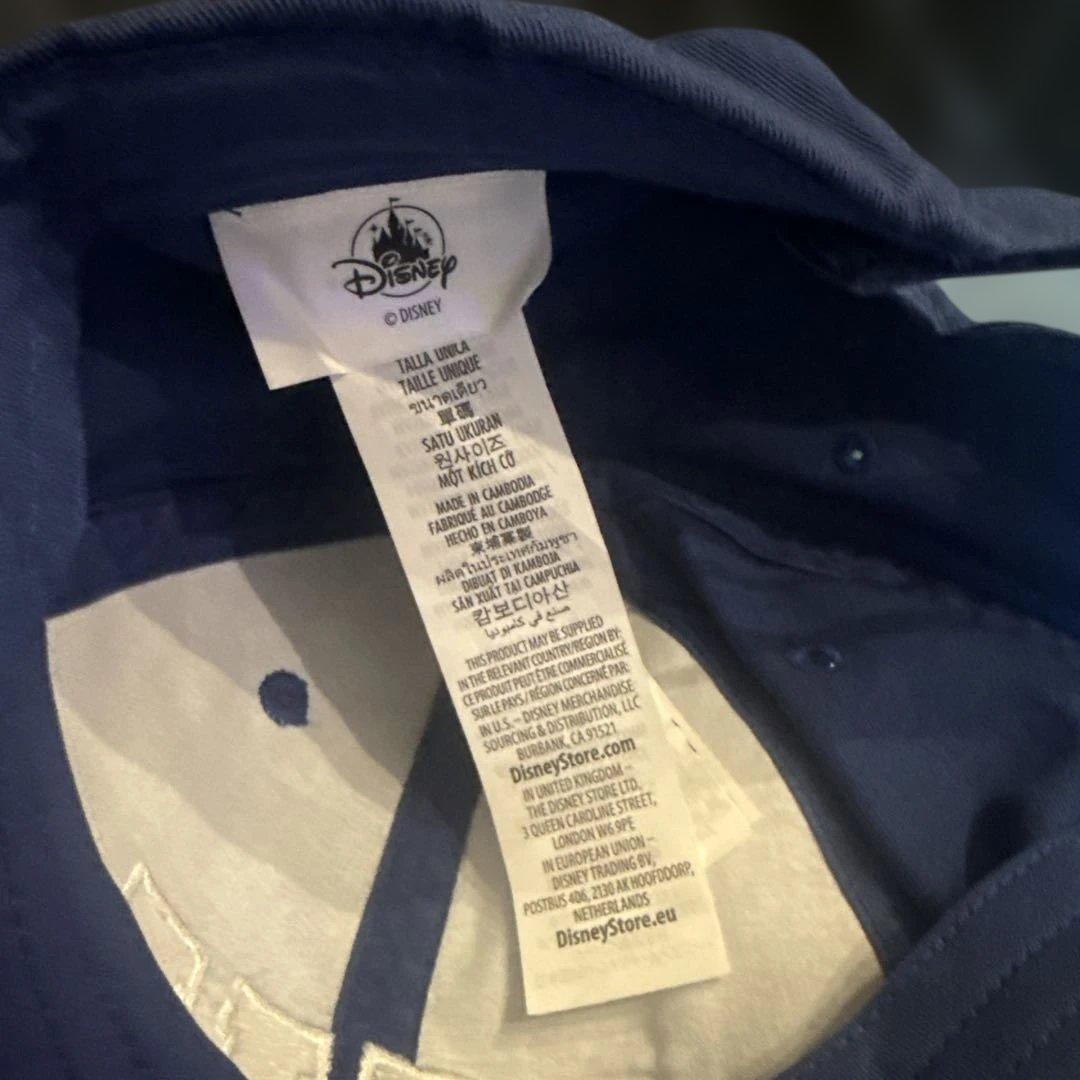 Disney
© DISNEY
TALLA UNICA
TAILLE UNIQUE
ขนาดเดียว
單碼
SATU UKURAN
원사이즈
MỘT KÍCH CỠ
MADE IN CAMBODIA
FABRIQUÉ AU CAMBODGE
HECHO EN CAMBOYA
柬埔寨製
ผลิตในประเทศกัมพูชา
DIBUAT DI KAMBOJA
SẢN XUẤT TẠI CAMPUCHIA
캄보디아산
صنع في كمبوديا
THIS PRODUCT MAY BE SUPPLIED
IN THE RELEVANT COUNTRY/REGION BY:
CE PRODUIT PEUT ÊTRE COMMERCIALISÉ
SUR LE PAYS / RÉGION CONCERNÉ PAR:
IN U.S. – DISNEY MERCHANDISE
SOURCING & DISTRIBUTION, LLC
BURBANK, CA 91521
DisneyStore.com
IN UNITED KINGDOM –
THE DISNEY STORE LTD.
3 QUEEN CAROLINE STREET,
LONDON W6 9PE
IN EUROPEAN UNION –
DISNEY TRADING BV,
POSTBUS 406, 2130 AK HOOFDDORP,
NETHERLANDS
DisneyStore.eu